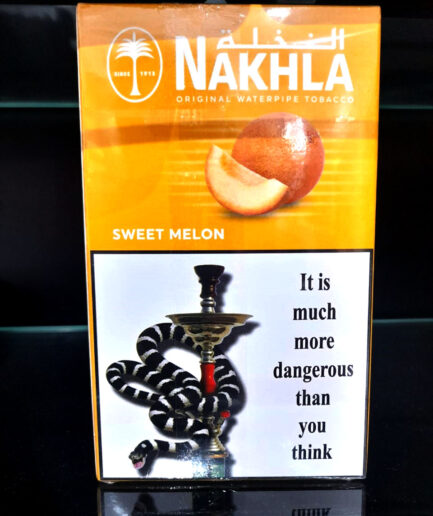 النخلة
SINCE 1913
NAKHLA
ORIGINAL WATERPIPE TOBACCO
SWEET MELON
It is
much
more
dangerous
than
you
think